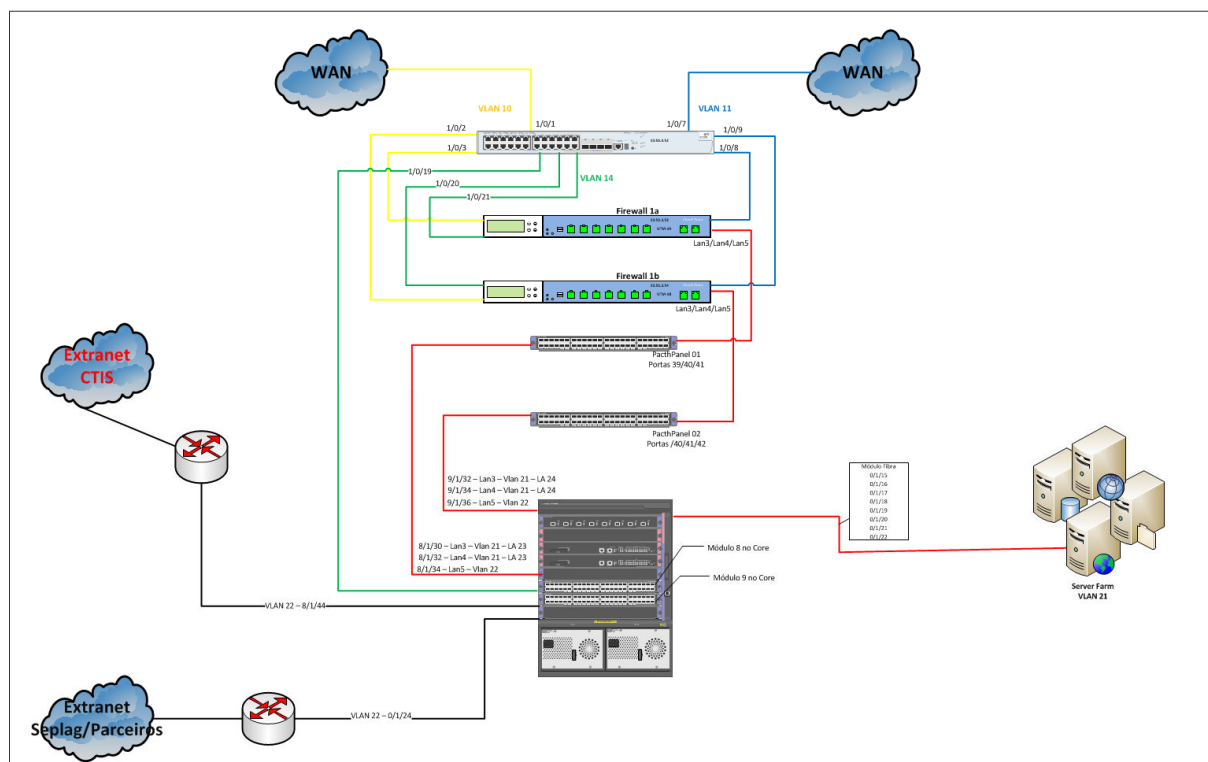 WAN
WAN
VLAN 10
VLAN 11
1/0/2
1/0/1
1/0/7
1/0/9
1/0/3
1/0/8
1/0/19
1/0/20
VLAN 14
1/0/21
Firewall 1a
Lan3/Lan4/Lan5
Firewall 1b
Lan3/Lan4/Lan5
PacthPanel 01
Portas 39/40/41
Extranet
CTIS
PacthPanel 02
Portas /40/41/42
9/1/32 – Lan3 – Vlan 21 – LA 24
9/1/34 – Lan4 – Vlan 21 – LA 24
9/1/36 – Lan5 – Vlan 22
Módulo Fibra
0/1/15
0/1/16
0/1/17
0/1/18
0/1/19
0/1/20
0/1/21
0/1/22
8/1/30 – Lan3 – Vlan 21 – LA 23
8/1/32 – Lan4 – Vlan 21 – LA 23
8/1/34 – Lan5 – Vlan 22
Módulo 8 no Core
Módulo 9 no Core
Server Farm
VLAN 21
VLAN 22 – 8/1/44
Extranet
Seplag/Parceiros
VLAN 22 – 0/1/24